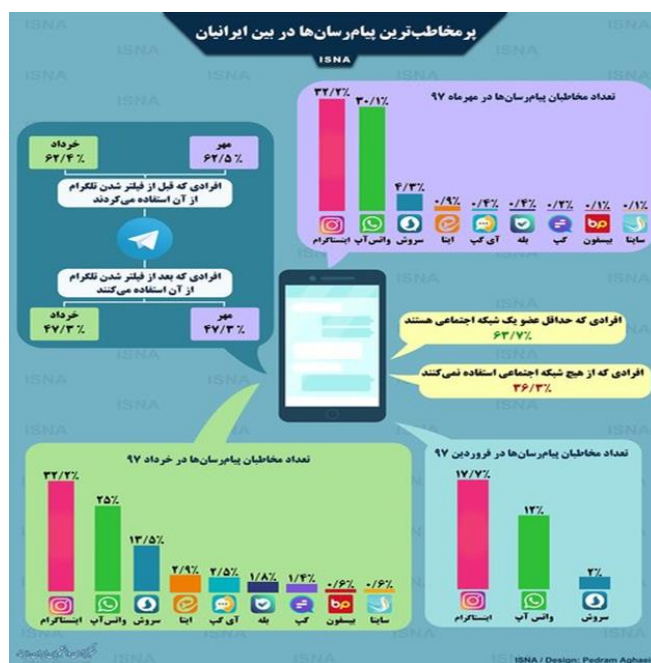 پرمخاطب‌ترین پیام‌رسان‌ها در بین ایرانیان
ISNA
تعداد مخاطبان پیام‌رسان‌ها در مهرماه ۹۷
۳۲/۲٪
۳۰/۱٪
۴/۳٪
۰/۹٪
۰/۴٪
۰/۴٪
۰/۲٪
۰/۱٪
۰/۱٪
اینستاگرام
واتس‌آپ
سروش
ایتا
آی گپ
بله
گپ
بیسفون
ساینا
خرداد
۶۲/۴٪
مهر
۶۲/۵٪
افرادی که قبل از فیلتر شدن تلگرام
از آن استفاده می‌کردند
افرادی که بعد از فیلتر شدن تلگرام
از آن استفاده می‌کنند
خرداد
۴۷/۳٪
مهر
۴۷/۳٪
افرادی که حداقل عضو یک شبکه اجتماعی هستند
۶۳/۷٪
افرادی که از هیچ شبکه اجتماعی استفاده نمی‌کنند
۳۶/۳٪
تعداد مخاطبان پیام‌رسان‌ها در خرداد ۹۷
۳۲/۲٪
۲۵٪
۱۳/۵٪
۲/۹٪
۲/۵٪
۱/۸٪
۱/۴٪
۰/۶٪
۰/۶٪
اینستاگرام
واتس‌آپ
سروش
ایتا
آی گپ
بله
گپ
بیسفون
ساینا
تعداد مخاطبان پیام‌رسان‌ها در فروردین ۹۷
۱۷/۷٪
۱۲٪
۲٪
اینستاگرام
واتس آپ
سروش
ISNA / Design: Pedram Aghaei